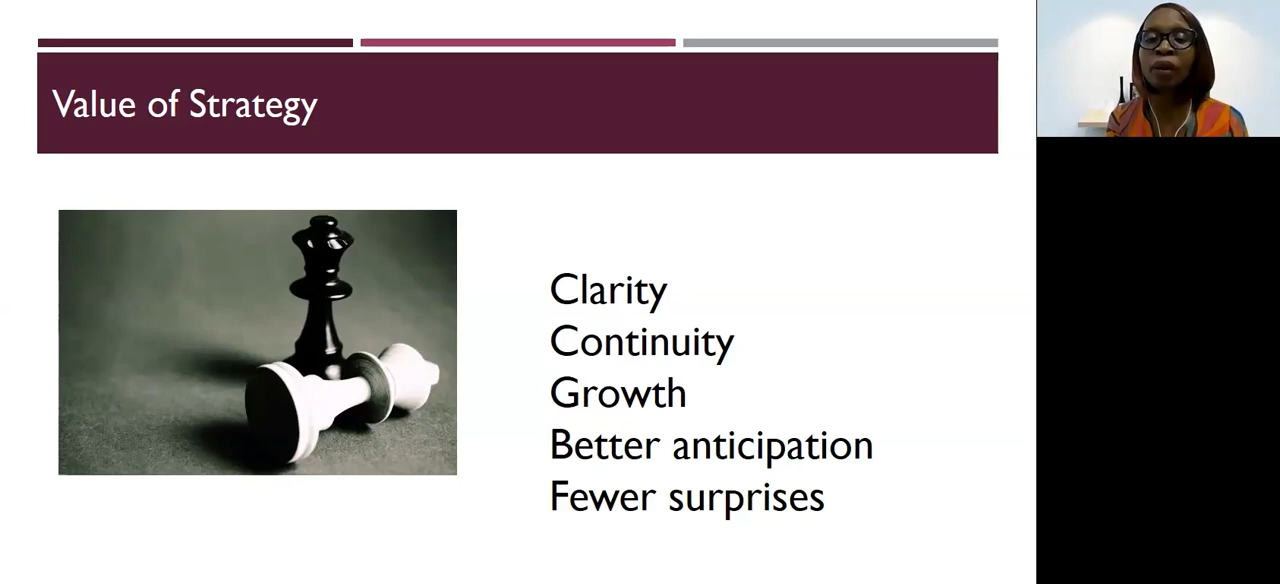 Value of Strategy
Clarity
Continuity
Growth
Better anticipation
Fewer surprises